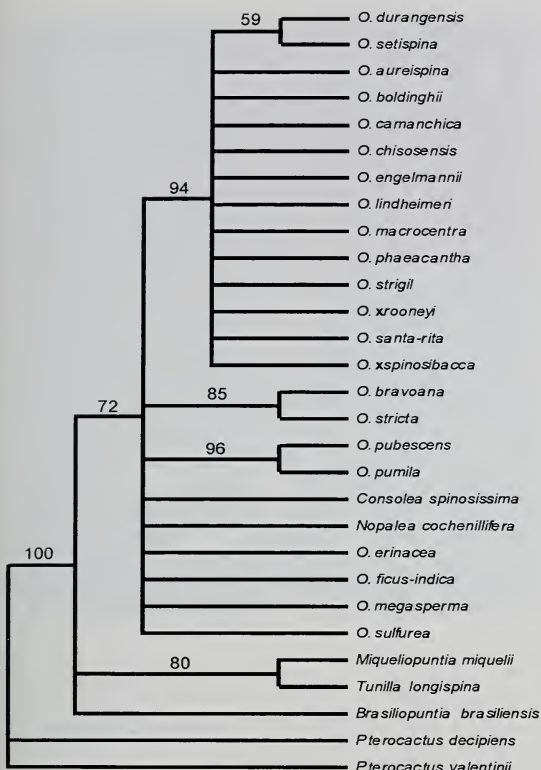 59
O. durangensis
O. setispina
O. aureispina
O. boldinghii
O. camanchica
O. chisosensis
O. engelmannii
94
O. lindheimeri
O. macrocentra
O. phaeacantha
O. strigil
O. xrooneyi
O. santa-rita
O. xspinosibacca
85
O. bravoana
72
O. stricta
96
O. pubescens
O. pumila
Consolea spinosissima
Nopalea cochenillifera
100
O. erinacea
O. ficus-indica
O. megasperma
O. sulfurea
80
Miqueliopuntia miquelii
Tunilla longispina
Brasiliopuntia brasiliensis
Pterocactus decipiens
Pterocactus valentinii